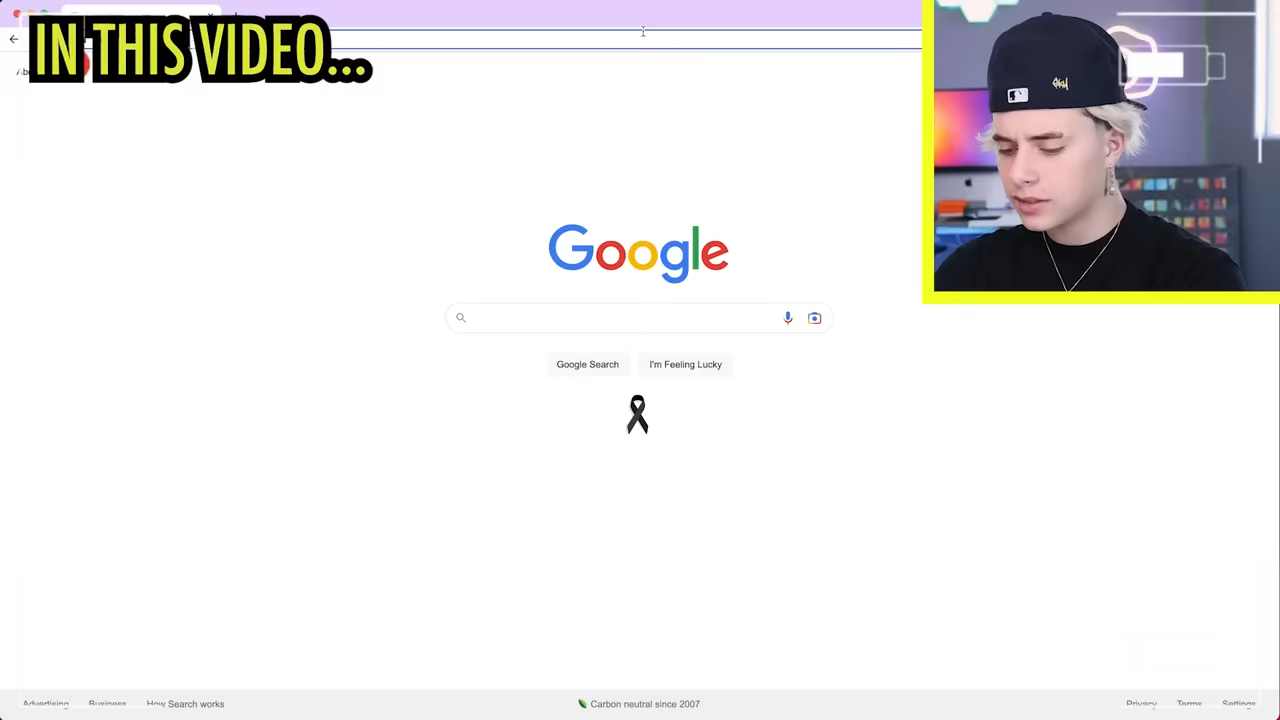 IN THIS VIDEO...
Google
Google Search
I'm Feeling Lucky
Advertising
Business
How Search works
Carbon neutral since 2007
Privacy
Terms
Settings